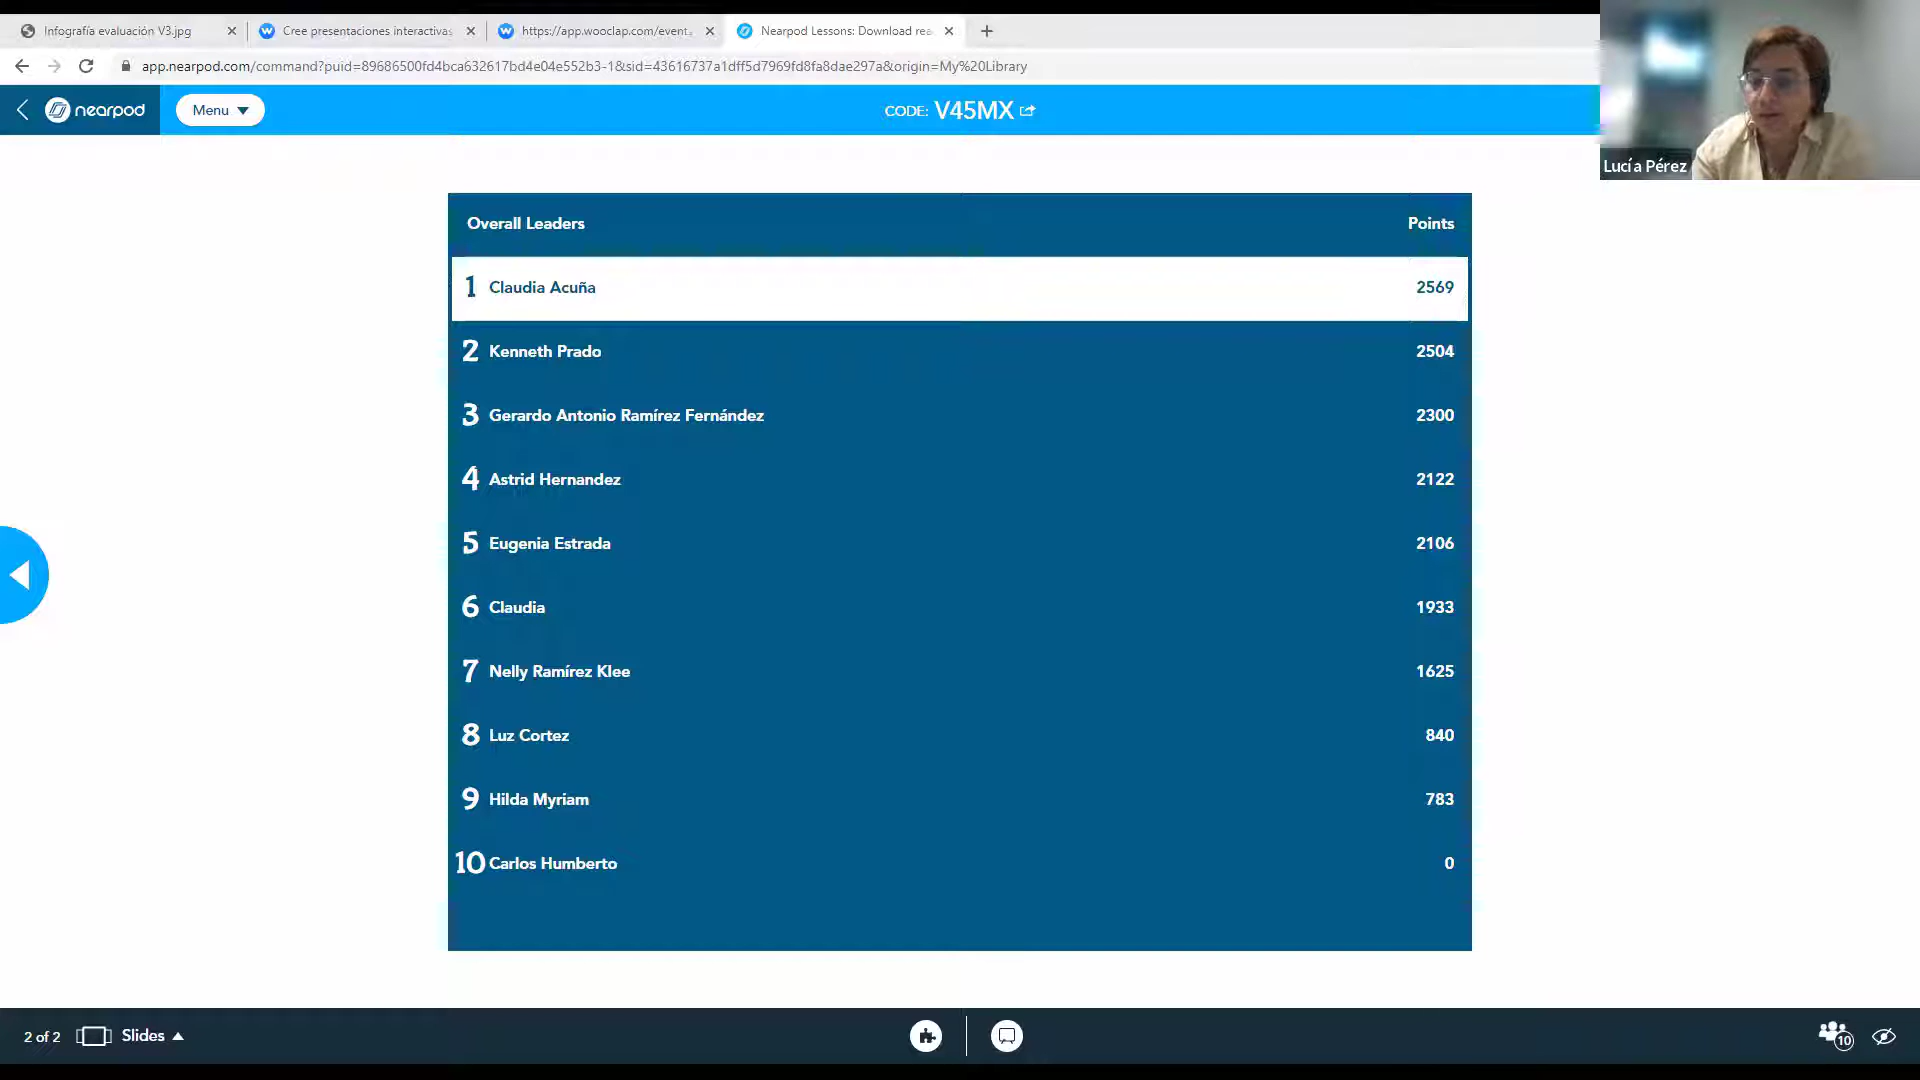 Infografía evaluación V3.jpg
Cree presentaciones interactivas
https://app.wooclap.com/event
Nearpod Lessons: Download rea
app.nearpod.com/command?puid=89686500fd4bca632617bd4e04e552b3-1&sid=43616737a1dff5d7969fd8fa8dae297a&origin=My%20Library
nearpod
Menu
CODE: V45MX
Lucía Pérez
Overall Leaders Points
1 Claudia Acuña 2569
2 Kenneth Prado 2504
3 Gerardo Antonio Ramírez Fernández 2300
4 Astrid Hernandez 2122
5 Eugenia Estrada 2106
6 Claudia 1933
7 Nelly Ramírez Klee 1625
8 Luz Cortez 840
9 Hilda Myriam 783
10 Carlos Humberto 0
2 of 2 Slides
10